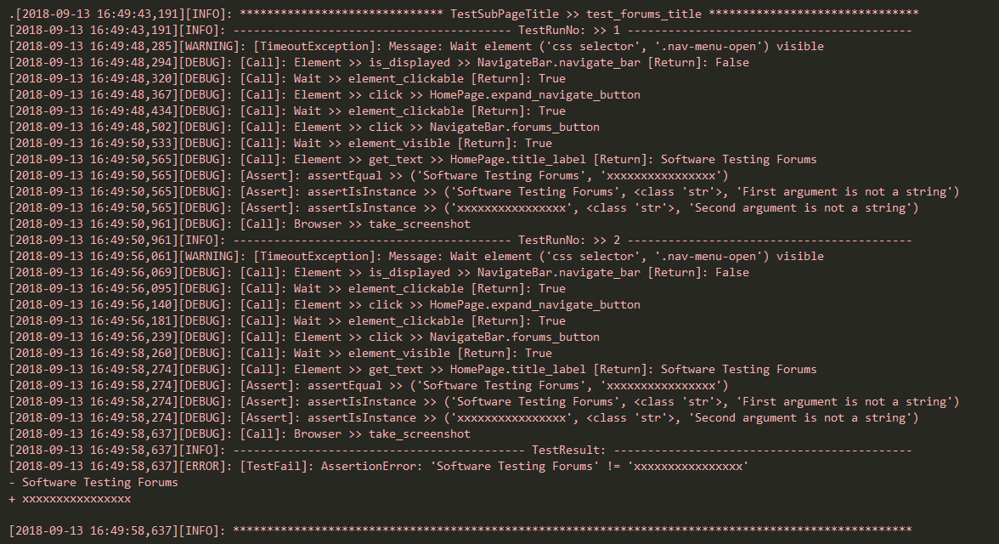 .[2018-09-13 16:49:43,191][INFO]: ****************************** TestSubPageTitle >> test_forums_title *******************************
[2018-09-13 16:49:43,191][INFO]: ----------------------------------------- TestRunNo: >> 1 ------------------------------------------
[2018-09-13 16:49:48,285][WARNING]: [TimeoutException]: Message: Wait element ('css selector', '.nav-menu-open') visible
[2018-09-13 16:49:48,294][DEBUG]: [Call]: Element >> is_displayed >> NavigateBar.navigate_bar [Return]: False
[2018-09-13 16:49:48,320][DEBUG]: [Call]: Wait >> element_clickable [Return]: True
[2018-09-13 16:49:48,367][DEBUG]: [Call]: Element >> click >> HomePage.expand_navigate_button
[2018-09-13 16:49:48,434][DEBUG]: [Call]: Wait >> element_clickable [Return]: True
[2018-09-13 16:49:48,502][DEBUG]: [Call]: Element >> click >> NavigateBar.forums_button
[2018-09-13 16:49:50,533][DEBUG]: [Call]: Wait >> element_visible [Return]: True
[2018-09-13 16:49:50,565][DEBUG]: [Call]: Element >> get_text >> HomePage.title_label [Return]: Software Testing Forums
[2018-09-13 16:49:50,565][DEBUG]: [Assert]: assertEqual >> ('Software Testing Forums', 'xxxxxxxxxxxxxxxx')
[2018-09-13 16:49:50,565][DEBUG]: [Assert]: assertIsInstance >> ('Software Testing Forums', <class 'str'>, 'First argument is not a string')
[2018-09-13 16:49:50,565][DEBUG]: [Assert]: assertIsInstance >> ('xxxxxxxxxxxxxxxx', <class 'str'>, 'Second argument is not a string')
[2018-09-13 16:49:50,961][DEBUG]: [Call]: Browser >> take_screenshot
[2018-09-13 16:49:50,961][INFO]: ----------------------------------------- TestRunNo: >> 2 ------------------------------------------
[2018-09-13 16:49:56,061][WARNING]: [TimeoutException]: Message: Wait element ('css selector', '.nav-menu-open') visible
[2018-09-13 16:49:56,069][DEBUG]: [Call]: Element >> is_displayed >> NavigateBar.navigate_bar [Return]: False
[2018-09-13 16:49:56,095][DEBUG]: [Call]: Wait >> element_clickable [Return]: True
[2018-09-13 16:49:56,140][DEBUG]: [Call]: Element >> click >> HomePage.expand_navigate_button
[2018-09-13 16:49:56,181][DEBUG]: [Call]: Wait >> element_clickable [Return]: True
[2018-09-13 16:49:56,239][DEBUG]: [Call]: Element >> click >> NavigateBar.forums_button
[2018-09-13 16:49:58,260][DEBUG]: [Call]: Wait >> element_visible [Return]: True
[2018-09-13 16:49:58,274][DEBUG]: [Call]: Element >> get_text >> HomePage.title_label [Return]: Software Testing Forums
[2018-09-13 16:49:58,274][DEBUG]: [Assert]: assertEqual >> ('Software Testing Forums', 'xxxxxxxxxxxxxxxx')
[2018-09-13 16:49:58,274][DEBUG]: [Assert]: assertIsInstance >> ('Software Testing Forums', <class 'str'>, 'First argument is not a string')
[2018-09-13 16:49:58,274][DEBUG]: [Assert]: assertIsInstance >> ('xxxxxxxxxxxxxxxx', <class 'str'>, 'Second argument is not a string')
[2018-09-13 16:49:58,637][DEBUG]: [Call]: Browser >> take_screenshot
[2018-09-13 16:49:58,637][INFO]: ------------------------------------------- TestResult: --------------------------------------------
[2018-09-13 16:49:58,637][ERROR]: [TestFail]: AssertionError: 'Software Testing Forums' != 'xxxxxxxxxxxxxxxx'
- Software Testing Forums
+ xxxxxxxxxxxxxxxx
[2018-09-13 16:49:58,637][INFO]: ****************************************************************************************************